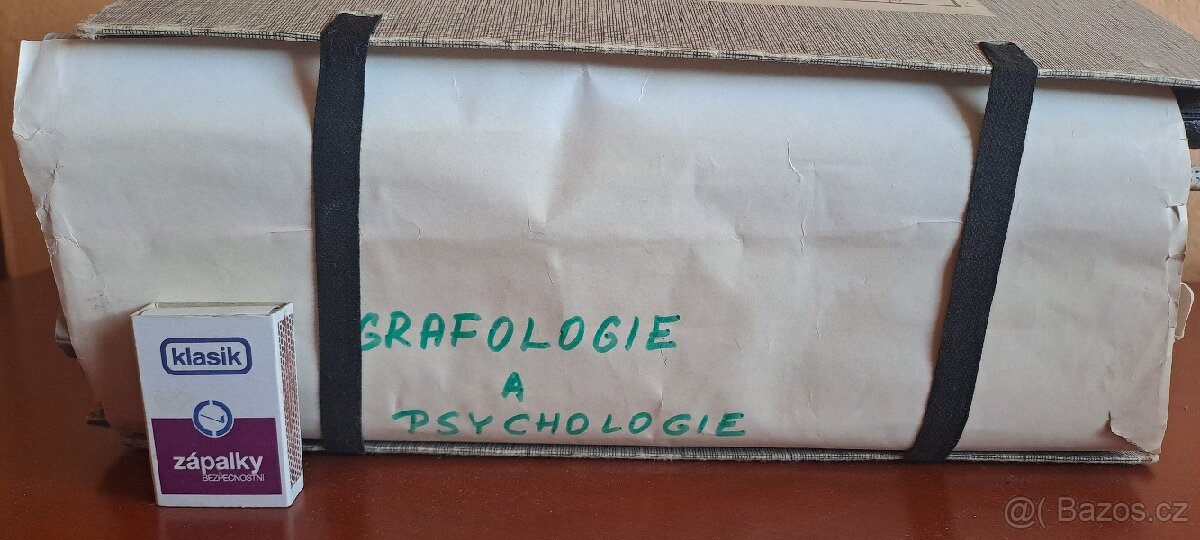 GRAFOLOGIE
A
PSYCHOLOGIE
klasik
zápalky
BEZPEČNOSTNÍ
@( Bazos.cz